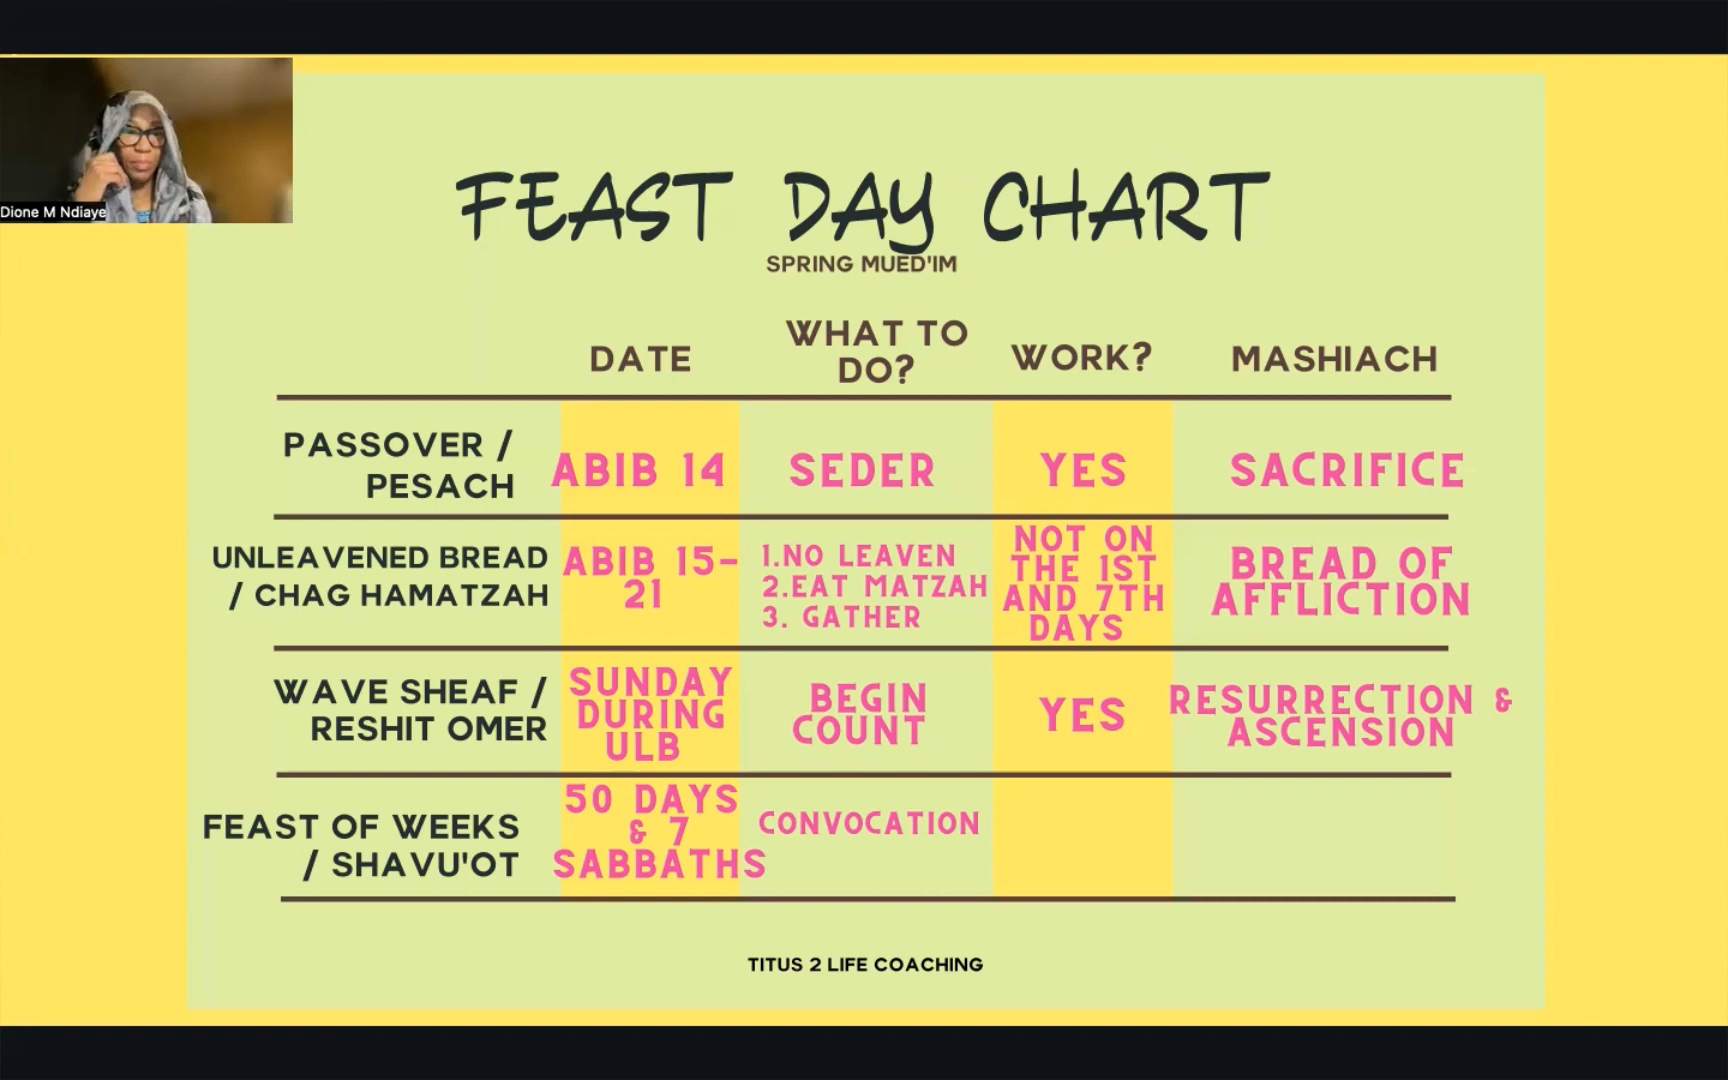 Dione M Ndiaye
FEAST DAY CHART
SPRING MUED'IM
DATE
WHAT TO
DO?
WORK?
MASHIACH
PASSOVER /
PESACH
ABIB 14
SEDER
YES
SACRIFICE
UNLEAVENED BREAD
/ CHAG HAMATZAH
ABIB 15-
21
1.NO LEAVEN
2.EAT MATZAH
3. GATHER
NOT ON
THE 1ST
AND 7TH
DAYS
BREAD OF
AFFLICTION
WAVE SHEAF /
RESHIT OMER
SUNDAY
DURING
ULB
BEGIN
COUNT
YES
RESURRECTION &
ASCENSION
FEAST OF WEEKS
/ SHAVU'OT
50 DAYS
& 7
SABBATHS
CONVOCATION
TITUS 2 LIFE COACHING